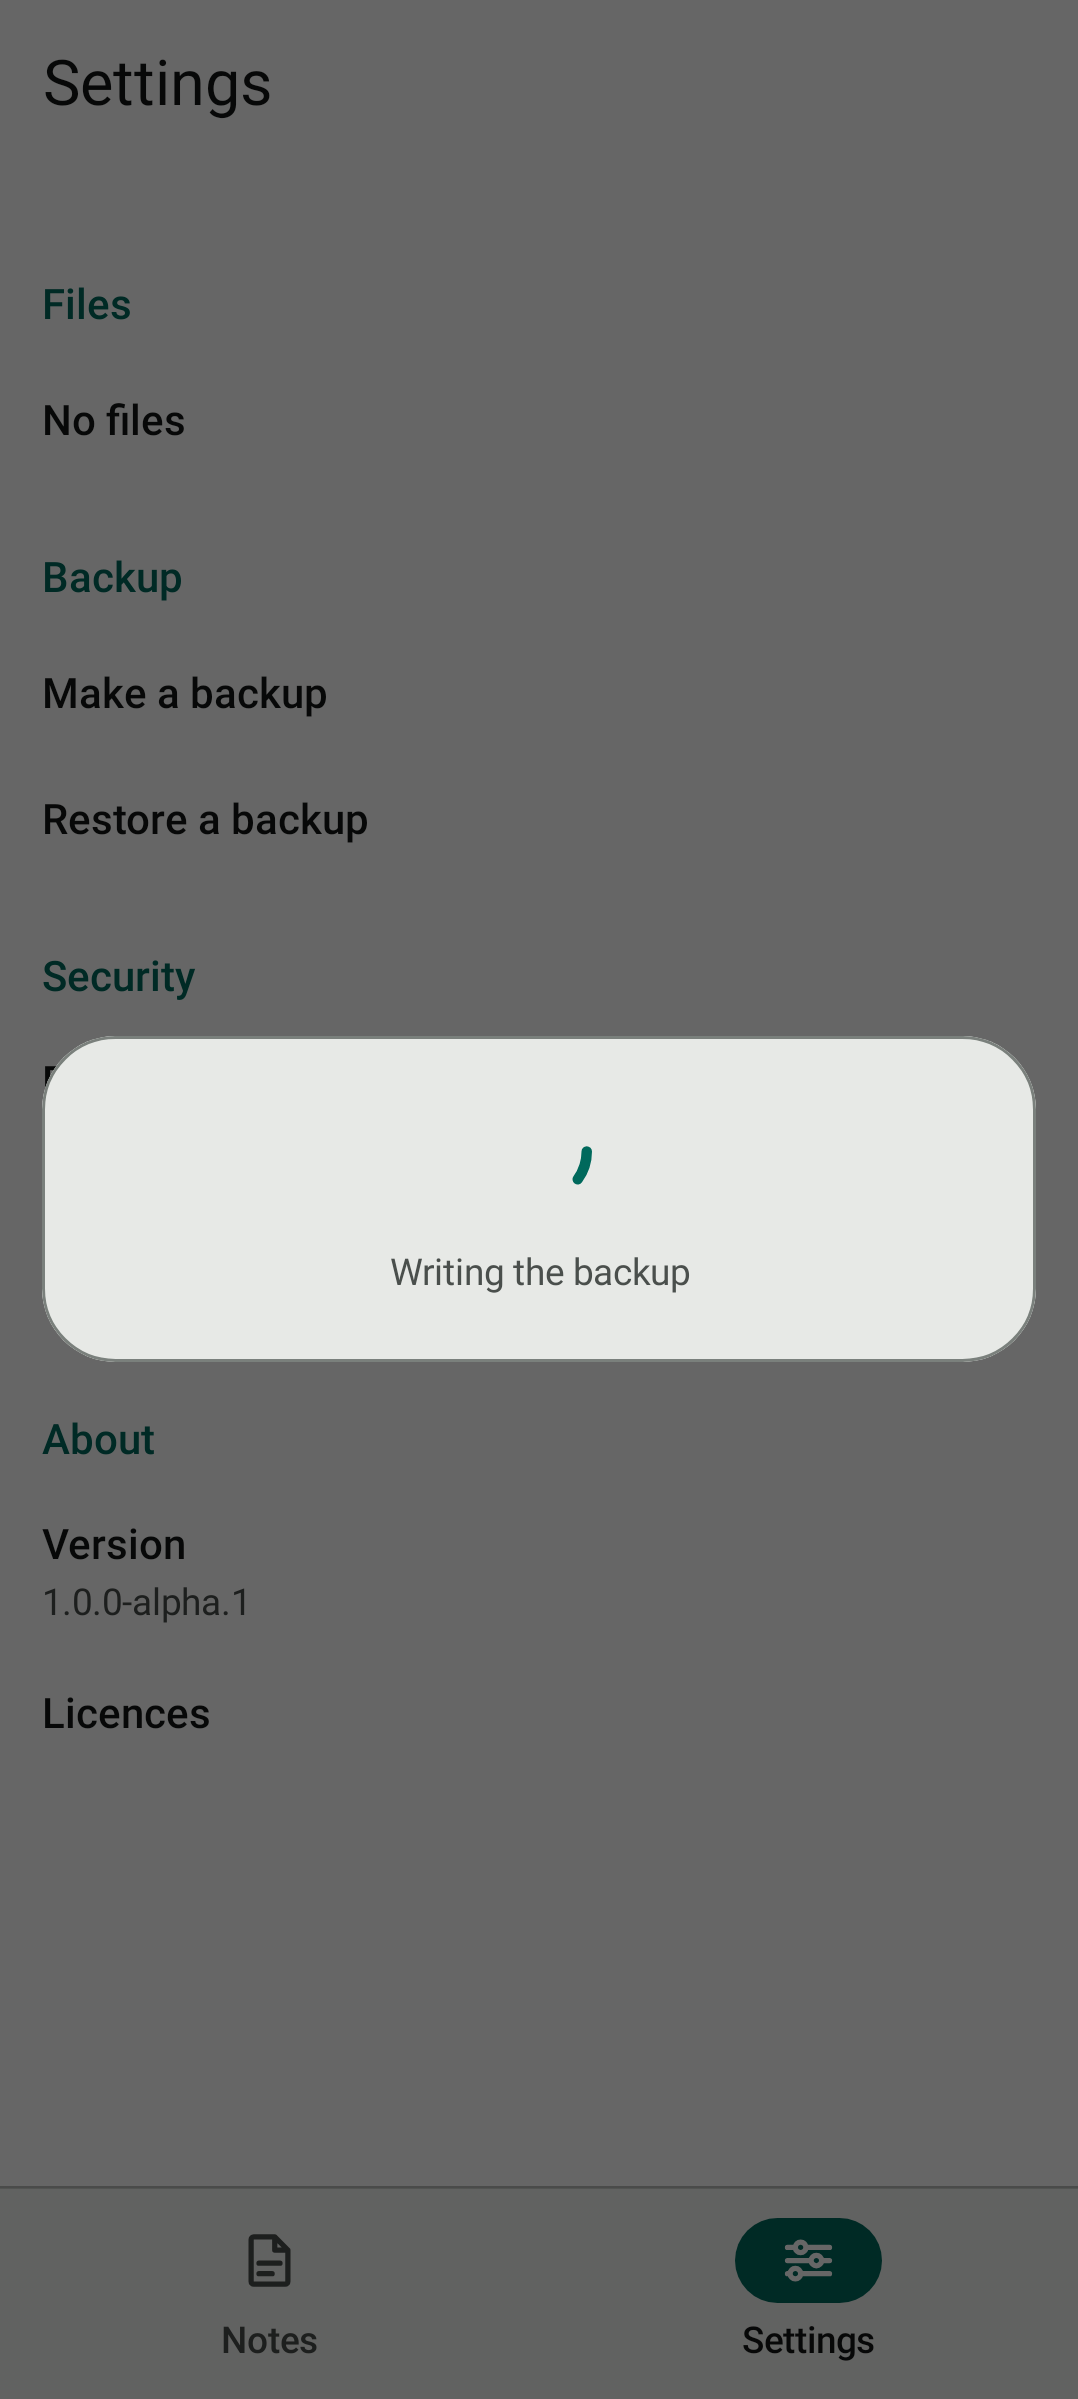 Settings
Files
No files
Backup
Make a backup
Restore a backup
Security
Writing the backup
About
Version
1.0.0-alpha.1
Licences
Notes
Settings